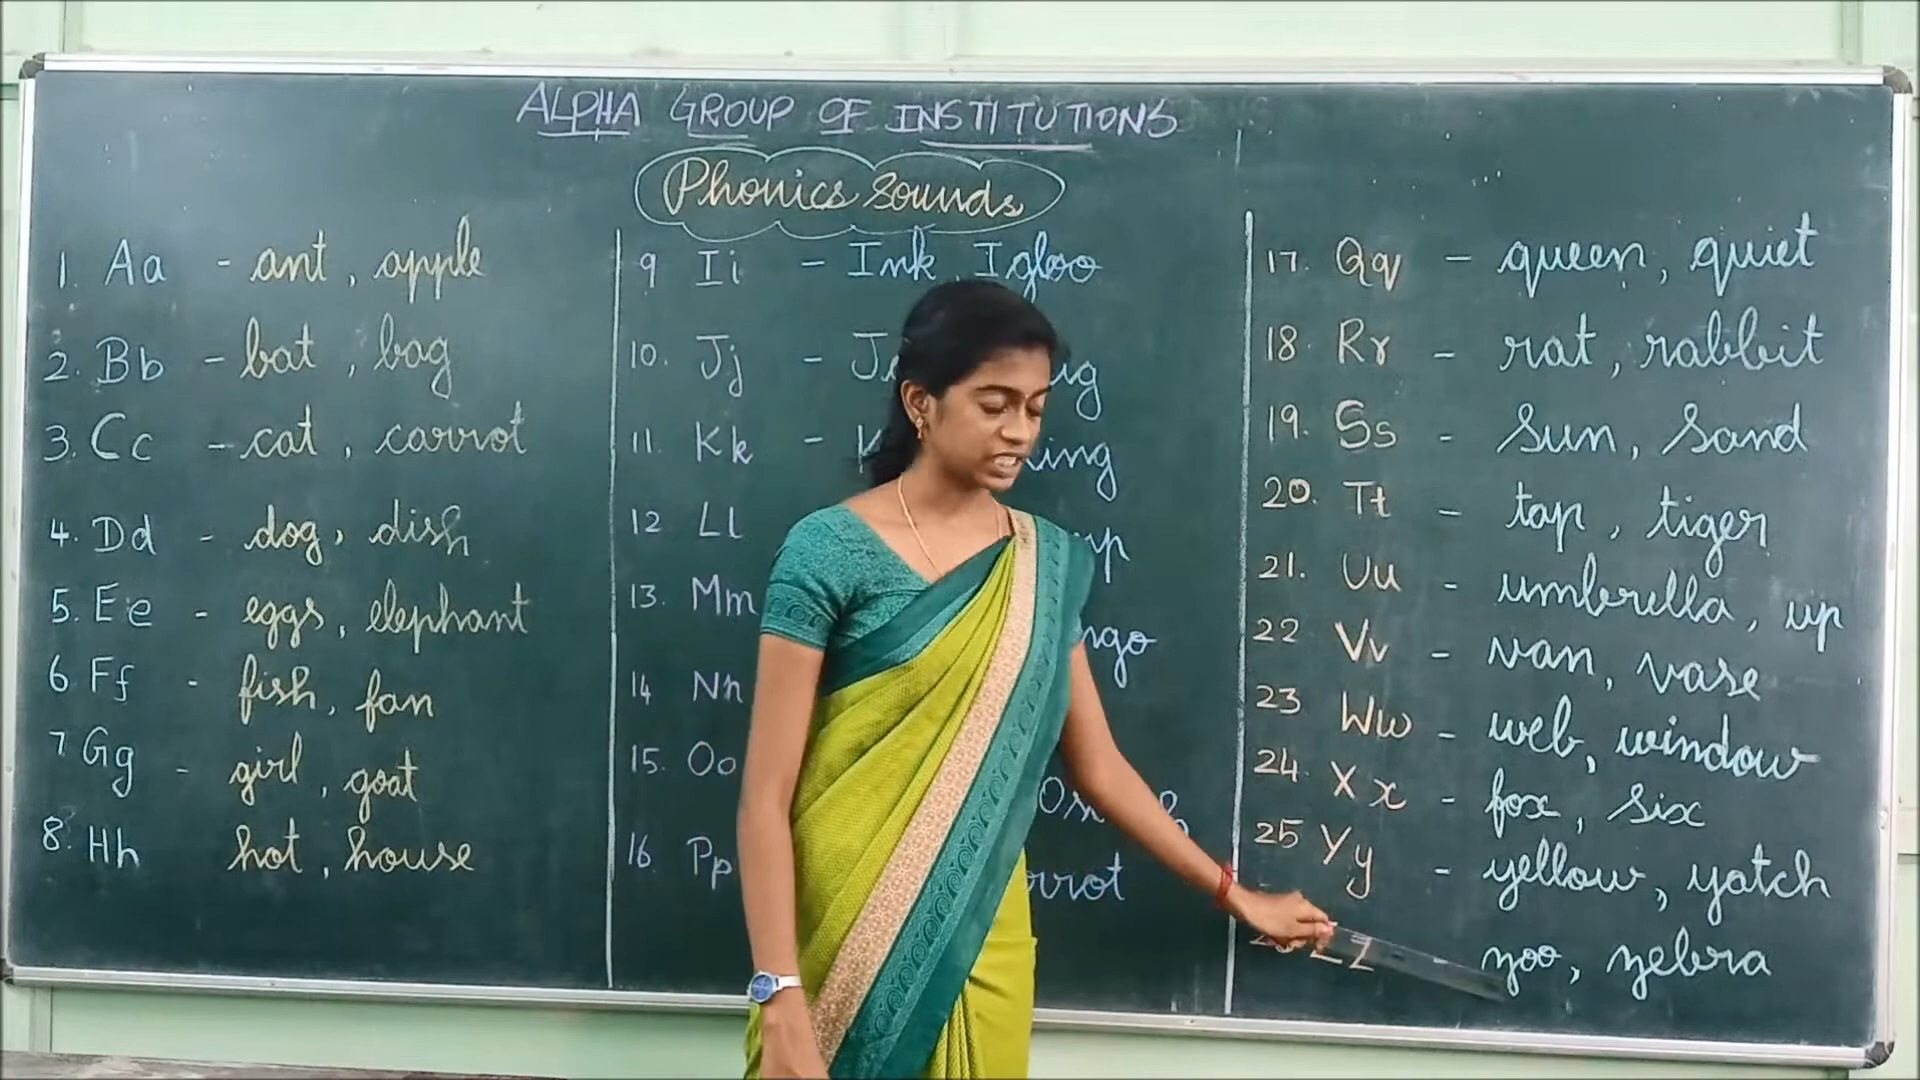 ALPHA GROUP OF INSTITUTIONS
Phonics Sounds
1. Aa - ant, apple
2. Bb - bat, bag
3. Cc - cat, carrot
4. Dd - dog, dish
5. Ee - eggs, elephant
6 Ff - fish, fan
7 Gg - girl, goat
8. Hh hot, house
9 Ii - Ink, Igloo
10. Jj -
11. Kk -
12 Ll
13. Mm
14 Nn
15. Oo
16 Pp
17. Qq - queen, quiet
18. Rr - rat, rabbit
19. Ss - sun, sand
20. Tt - tap, tiger
21. Uu - umbrella, up
22 Vv - van, vase
23 Ww - web, window
24. Xx - fox, six
25 Yy - yellow, yatch
Zz zoo, zebra